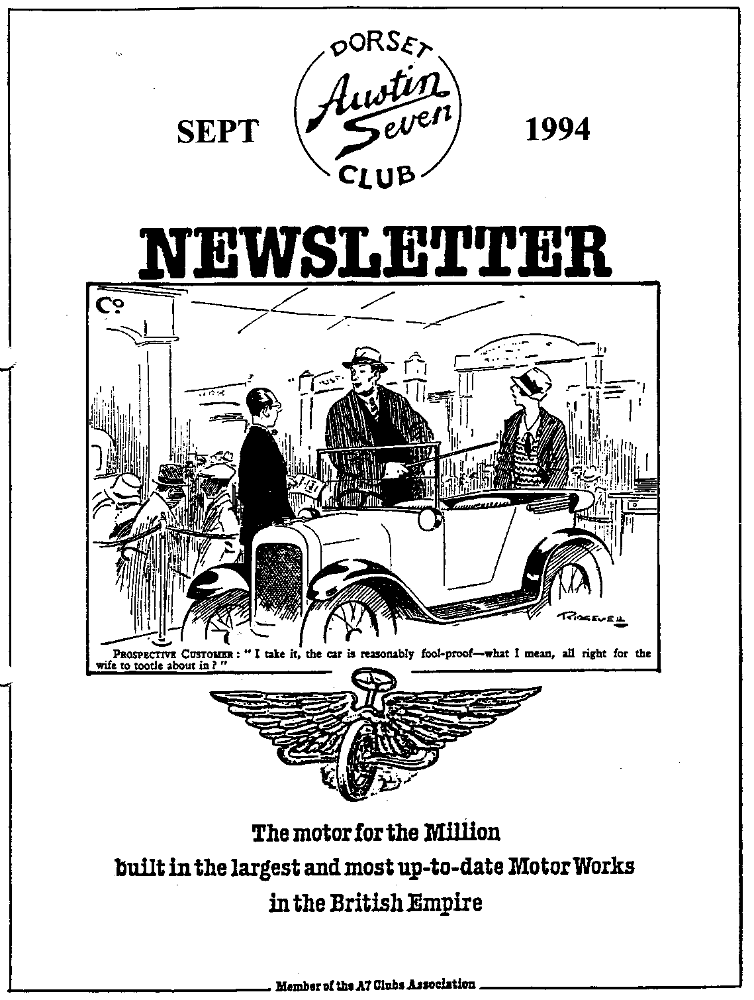 DORSET
Austin
Seven
CLUB
SEPT
1994
NEWSLETTER
Co.
RIDGEWELL
PROSPECTIVE CUSTOMER : " I take it, the car is reasonably fool-proof—what I mean, all right for the
wife to tootle about in ? "
The motor for the Million
built in the largest and most up-to-date Motor Works
in the British Empire
Member of the A7 Clubs Association